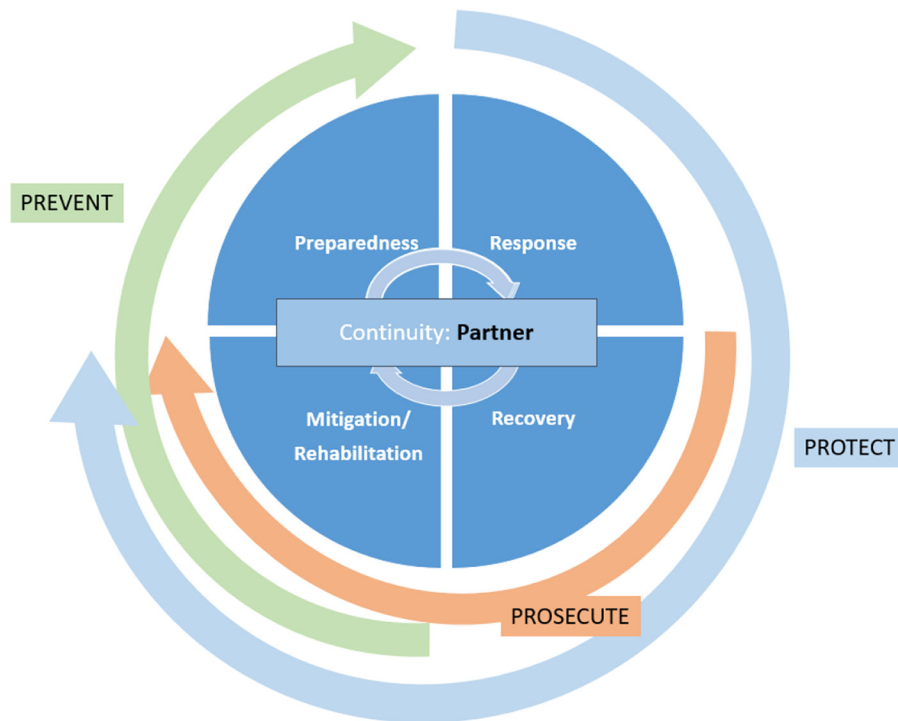 PREVENT
Preparedness
Response
Continuity: Partner
Mitigation/
Rehabilitation
Recovery
PROTECT
PROSECUTE